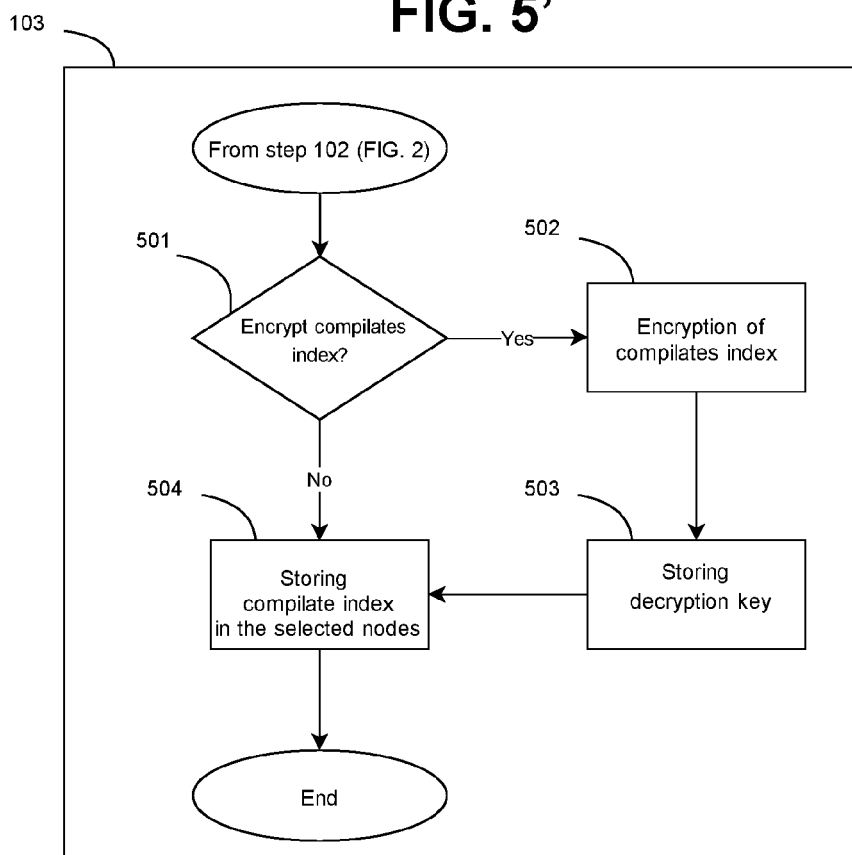 FIG. 5’
103
From step 102 (FIG. 2)
501
Encrypt compilates
index?
Yes
502
Encryption of
compilates index
No
504
Storing
compilate index
in the selected nodes
503
Storing
decryption key
End